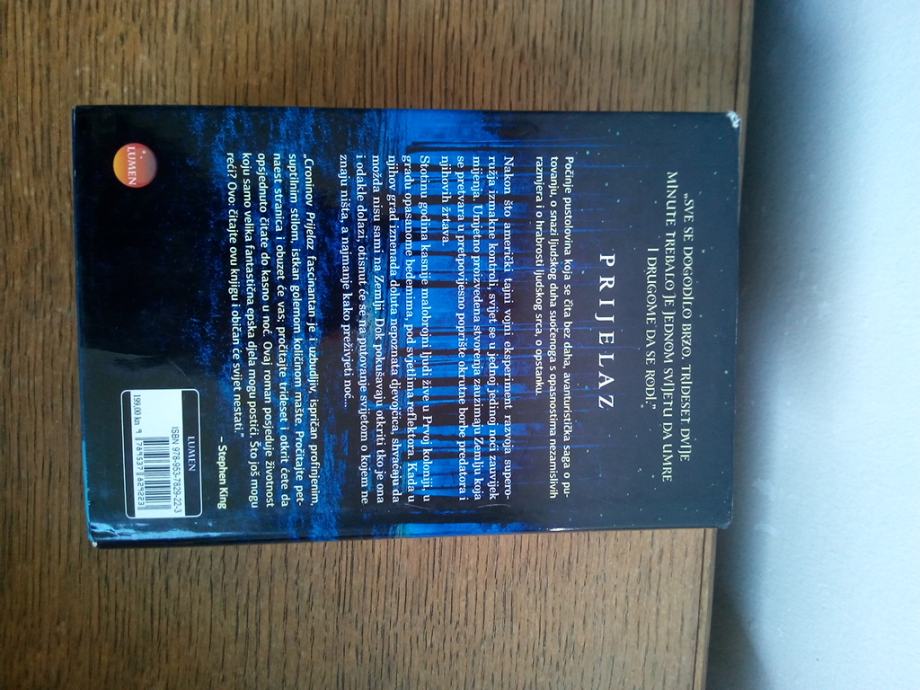 „SVE SE DOGODILO BRZO. TRIDESET DVIJE
MINUTE TREBALO JE JEDNOM SVIJETU DA UMRE
I DRUGOME DA SE RODI.”
PRIJELAZ
Počinje pustolovina koja se čita bez daha, avanturistička saga o pu-
tovanju, o snazi ljudskog duha suočenoga s opasnostima nezamislivih
razmjera i o hrabrosti ljudskog srca, o opstanku.
Nakon što američki tajni vojni eksperiment razvoja supero-
ružja izmakne kontroli, svijet se u jednoj jedinoj noći zauvijek
mijenja. Umjetno proizvedena stvorenja zauzimaju Zemlju koja
se pretvara u pretpovijesno poprište okrutne borbe predatora i
njihovih žrtava.
Stotinu godina kasnije malobrojni ljudi žive u Prvoj koloniji, u
gradu opasanome bedemima, pod svjetlima reflektora. Kada u
njihov grad iznenada doluta nepoznata djevojčica, shvaćaju da
možda nisu sami na Zemlji. Dok pokušavaju otkriti tko je ona
i odakle dolazi, otisnut će se na putovanje svijetom o kojem ne
znaju ništa, a najmanje kako preživjeti noć...
„Croninov Prijelaz fascinantan je i uzbudljiv, ispričan profinjenim,
suptilnim stilom, istkan golemom količinom mašte. Pročitajte pet-
naest stranica i obuzet će vas; pročitajte trideset i otkrit ćete da
opsjednuto čitate do kasno u noć. Ovaj roman posjeduje životnost
koju samo velika fantastična epska djela mogu postići. Što još mogu
reći? Ovo: čitajte ovu knjigu i običan će svijet nestati.”
– Stephen King
LUMEN
LUMEN
ISBN 978-953-7829-22-3
199,00 kn
9 789537 829223